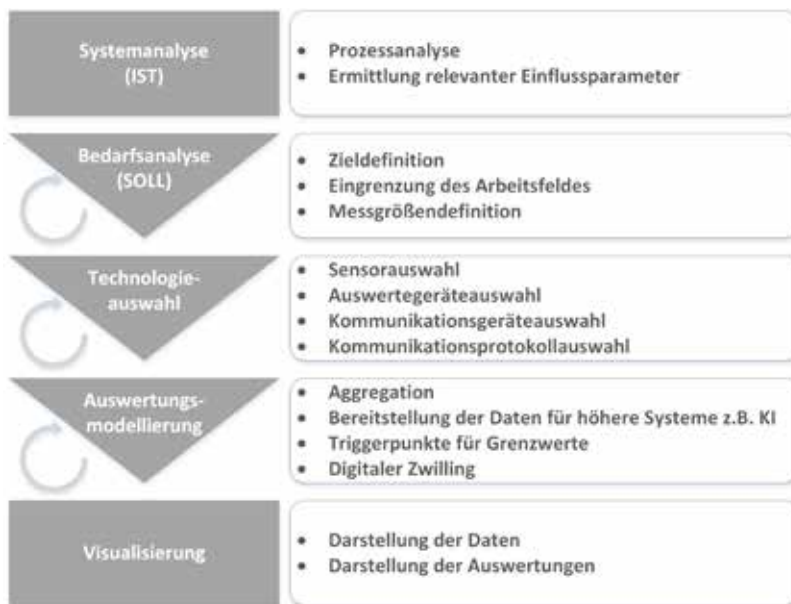 Systemanalyse
(IST)
• Prozessanalyse
• Ermittlung relevanter Einflussparameter
Bedarfsanalyse
(SOLL)
• Zieldefinition
• Eingrenzung des Arbeitsfeldes
• Messgrößendefinition
Technologie-
auswahl
• Sensorauswahl
• Auswertegeräteauswahl
• Kommunikationsgeräteauswahl
• Kommunikationsprotokollauswahl
Auswertungs-
modellierung
• Aggregation
• Bereitstellung der Daten für höhere Systeme z.B. KI
• Triggerpunkte für Grenzwerte
• Digitaler Zwilling
Visualisierung
• Darstellung der Daten
• Darstellung der Auswertungen